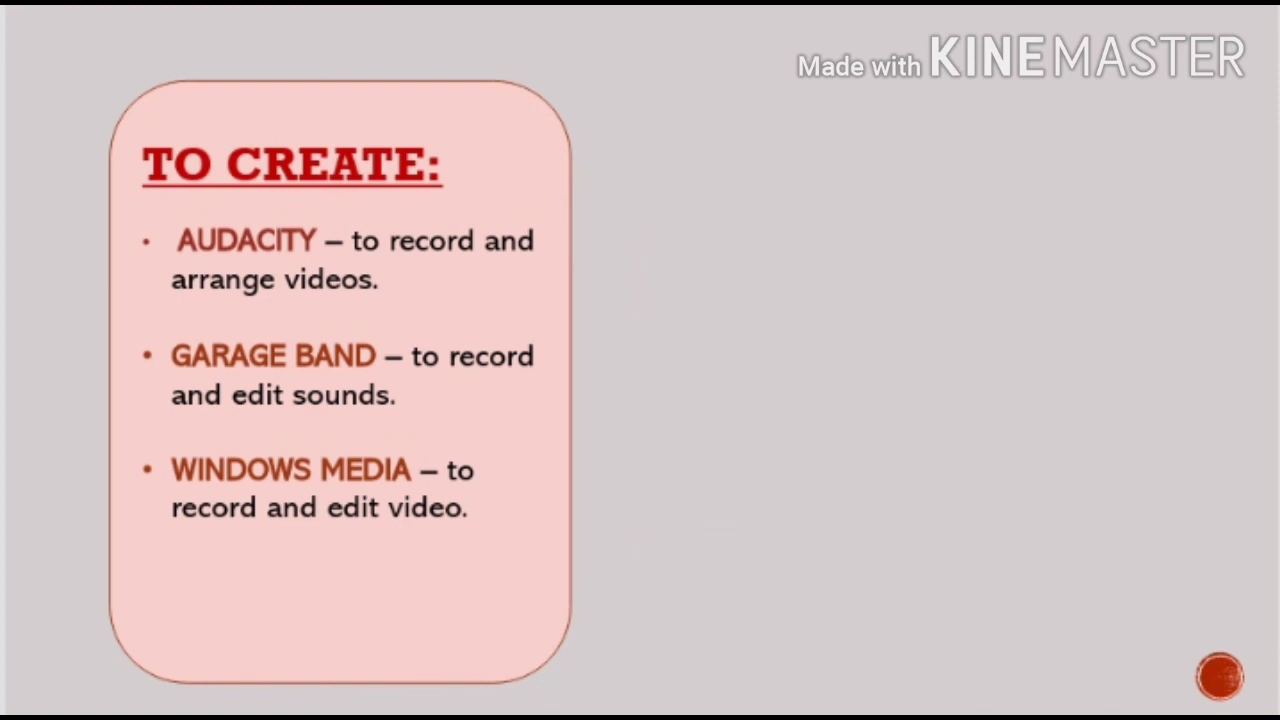 Made with KINEMASTER
TO CREATE:
• AUDACITY – to record and
arrange videos.
• GARAGE BAND – to record
and edit sounds.
• WINDOWS MEDIA – to
record and edit video.